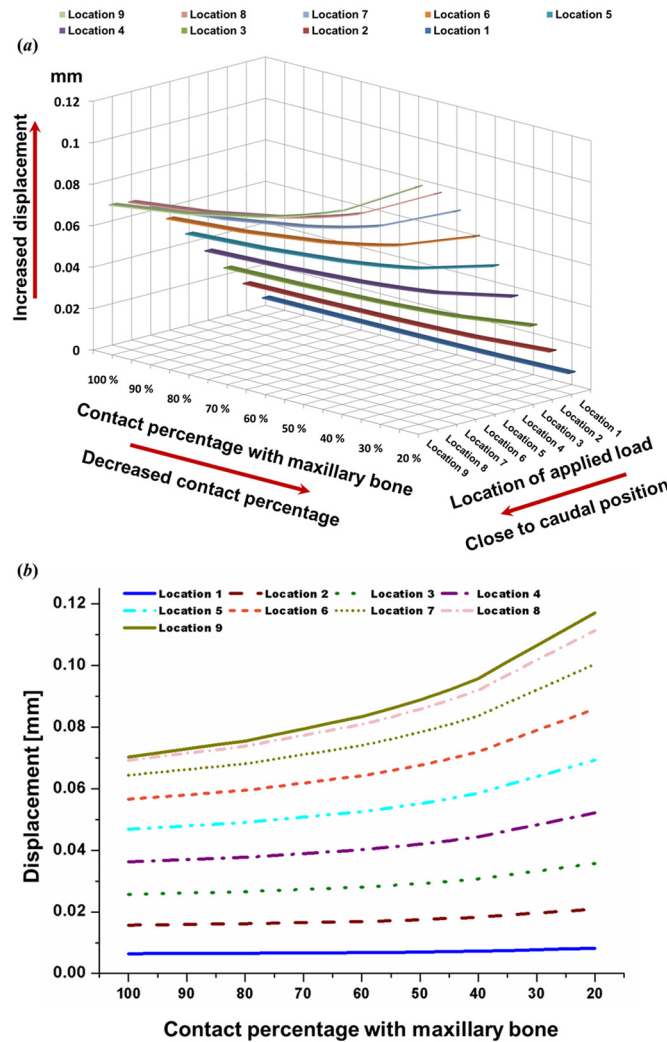 Location 9 Location 8 Location 7 Location 6 Location 5
Location 4 Location 3 Location 2 Location 1
(a)
mm
0.12
0.1
0.08
0.06
0.04
0.02
0
Increased displacement
100 %
90 %
80 %
70 %
60 %
50 %
40 %
30 %
20 %
Contact percentage with maxillary bone
Decreased contact percentage
Location 1
Location 2
Location 3
Location 4
Location 5
Location 6
Location 7
Location 8
Location 9
Location of applied load
Close to caudal position
(b)
Location 1 Location 2 Location 3 Location 4
Location 5 Location 6 Location 7 Location 8
Location 9
0.12
0.10
0.08
0.06
0.04
0.02
0.00
Displacement [mm]
100 90 80 70 60 50 40 30 20
Contact percentage with maxillary bone